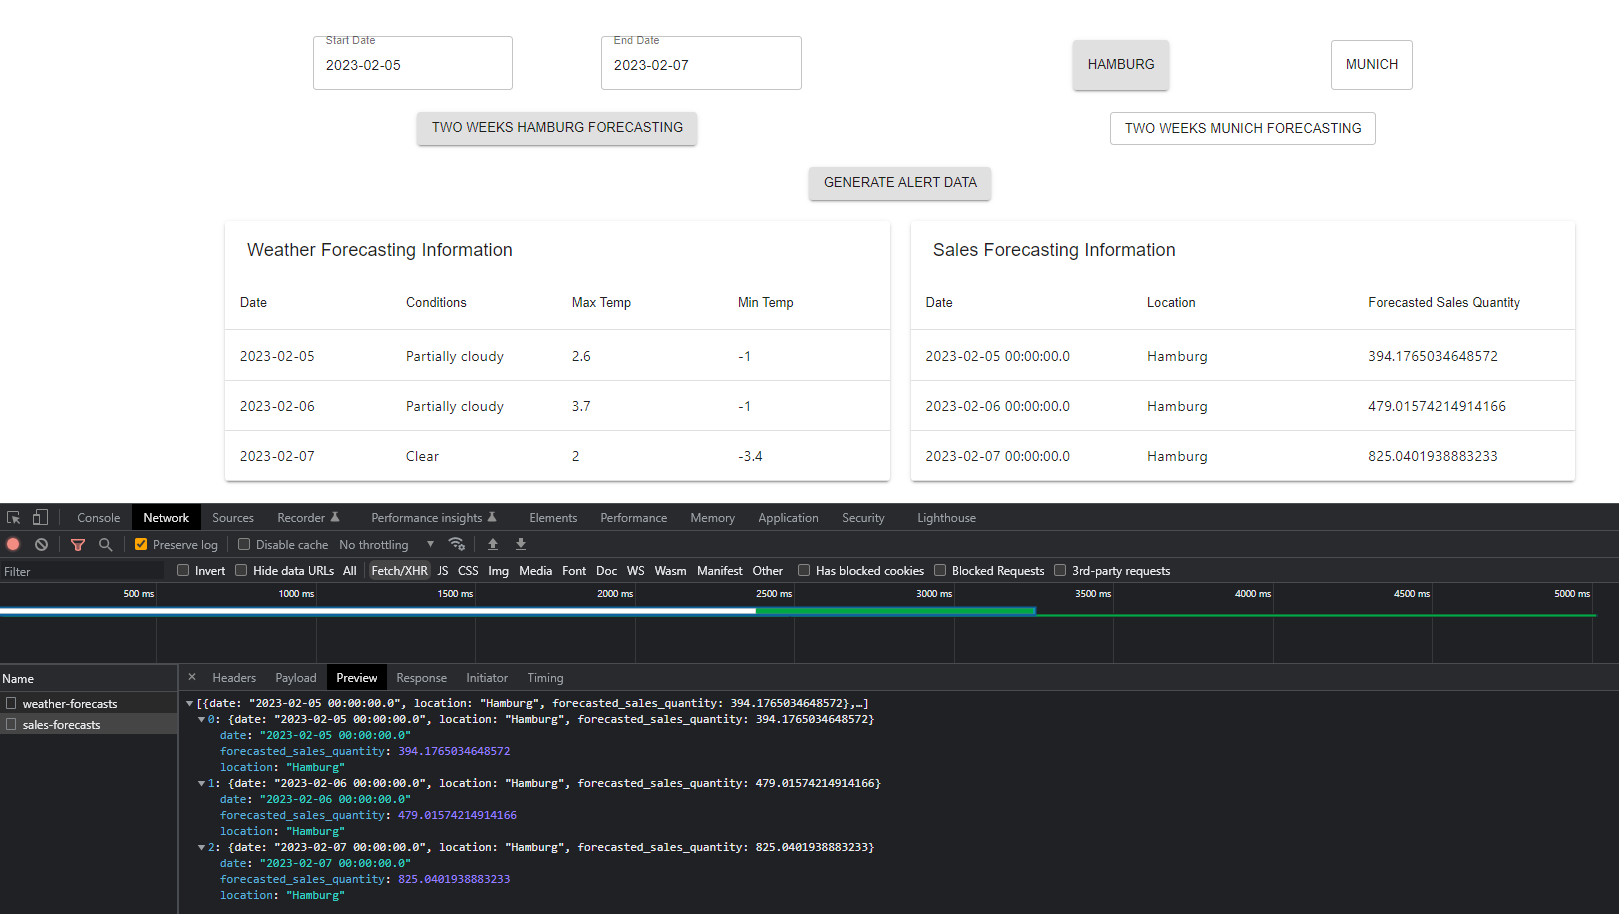 Start Date
End Date
2023-02-05
2023-02-07
HAMBURG
MUNICH
TWO WEEKS HAMBURG FORECASTING
TWO WEEKS MUNICH FORECASTING
GENERATE ALERT DATA
Weather Forecasting Information
Date Conditions Max Temp Min Temp
2023-02-05 Partially cloudy 2.6 -1
2023-02-06 Partially cloudy 3.7 -1
2023-02-07 Clear 2 -3.4
Sales Forecasting Information
Date Location Forecasted Sales Quantity
2023-02-05 00:00:00.0 Hamburg 394.1765034648572
2023-02-06 00:00:00.0 Hamburg 479.01574214914166
2023-02-07 00:00:00.0 Hamburg 825.0401938883233
Console Network Sources Recorder Performance insights Elements Performance Memory Application Security Lighthouse
Preserve log Disable cache No throttling
Filter Invert Hide data URLs All Fetch/XHR JS CSS Img Media Font Doc WS Wasm Manifest Other Has blocked cookies Blocked Requests 3rd-party requests
500 ms 1000 ms 1500 ms 2000 ms 2500 ms 3000 ms 3500 ms 4000 ms 4500 ms 5000 ms
Name
weather-forecasts
sales-forecasts
× Headers Payload Preview Response Initiator Timing
[{date: "2023-02-05 00:00:00.0", location: "Hamburg", forecasted_sales_quantity: 394.1765034648572},…]
0: {date: "2023-02-05 00:00:00.0", location: "Hamburg", forecasted_sales_quantity: 394.1765034648572}
date: "2023-02-05 00:00:00.0"
forecasted_sales_quantity: 394.1765034648572
location: "Hamburg"
1: {date: "2023-02-06 00:00:00.0", location: "Hamburg", forecasted_sales_quantity: 479.01574214914166}
date: "2023-02-06 00:00:00.0"
forecasted_sales_quantity: 479.01574214914166
location: "Hamburg"
2: {date: "2023-02-07 00:00:00.0", location: "Hamburg", forecasted_sales_quantity: 825.0401938883233}
date: "2023-02-07 00:00:00.0"
forecasted_sales_quantity: 825.0401938883233
location: "Hamburg"